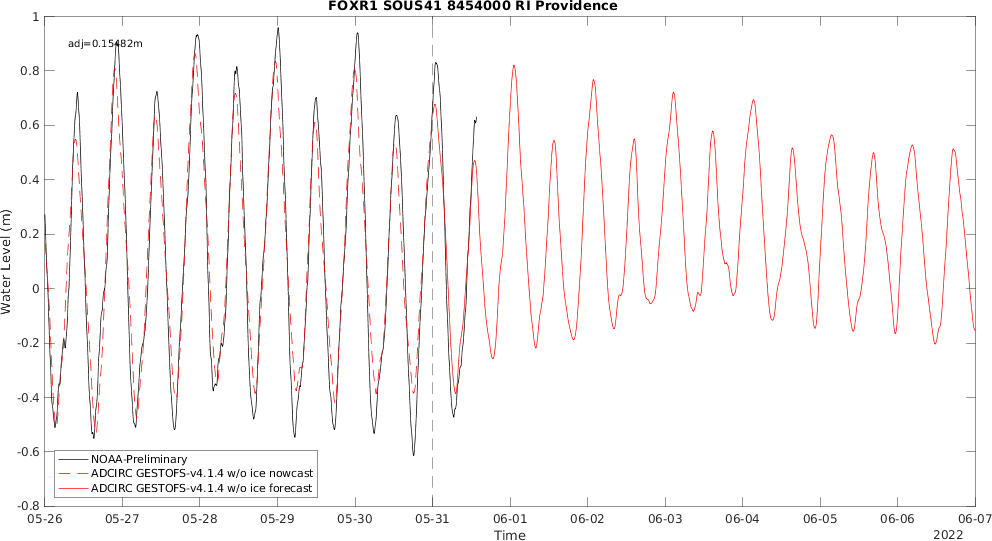 FOXR1 SOUS41 8454000 RI Providence
adj=0.15482m
1
0.8
0.6
0.4
0.2
0
-0.2
-0.4
-0.6
-0.8
Water Level (m)
NOAA-Preliminary
ADCIRC GESTOFS-v4.1.4 w/o ice nowcast
ADCIRC GESTOFS-v4.1.4 w/o ice forecast
05-26 05-27 05-28 05-29 05-30 05-31 06-01 06-02 06-03 06-04 06-05 06-06 06-07
Time
2022